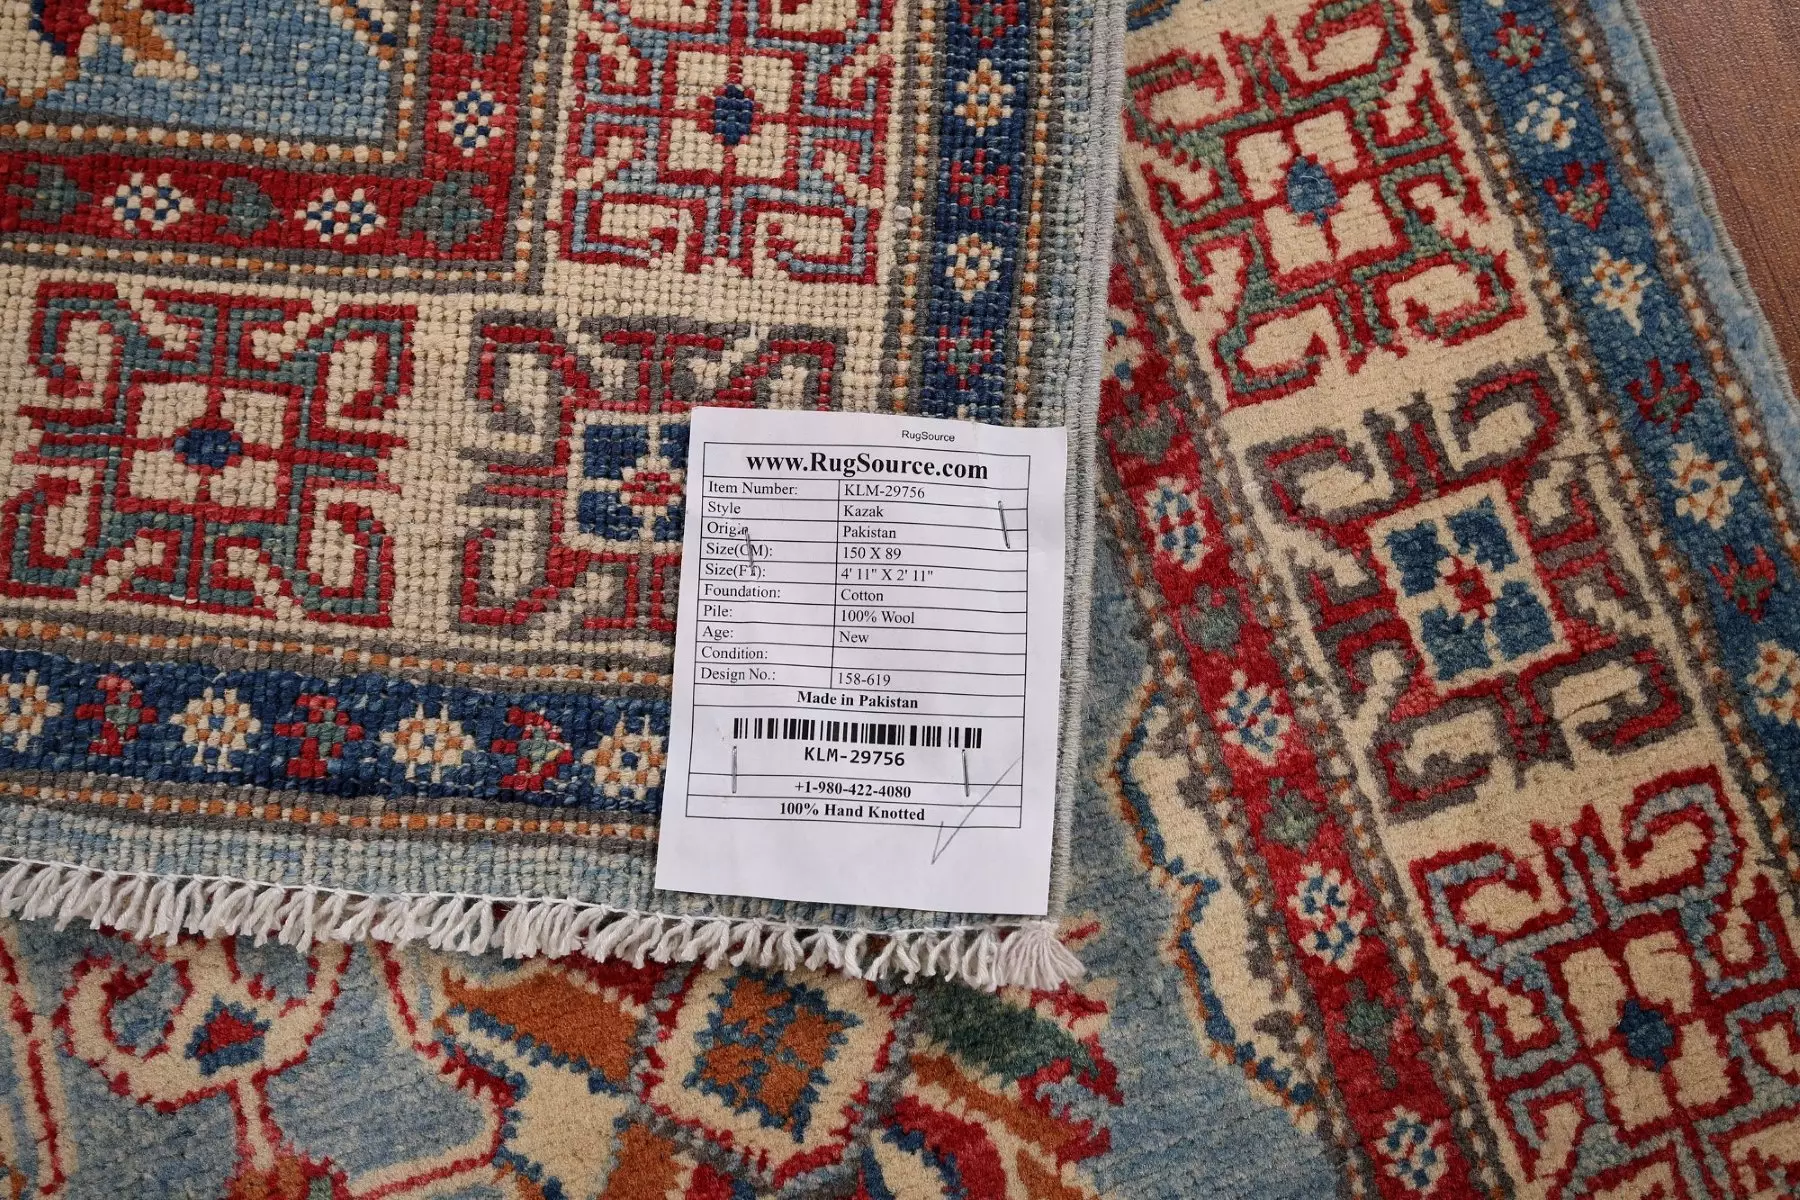 RugSource
www.RugSource.com
Item Number: KLM-29756
Style Kazak
Origin Pakistan
Size(CM): 150 X 89
Size(FT): 4' 11" X 2' 11"
Foundation: Cotton
Pile: 100% Wool
Age: New
Condition:
Design No.: 158-619
Made in Pakistan
KLM-29756
+1-980-422-4080
100% Hand Knotted